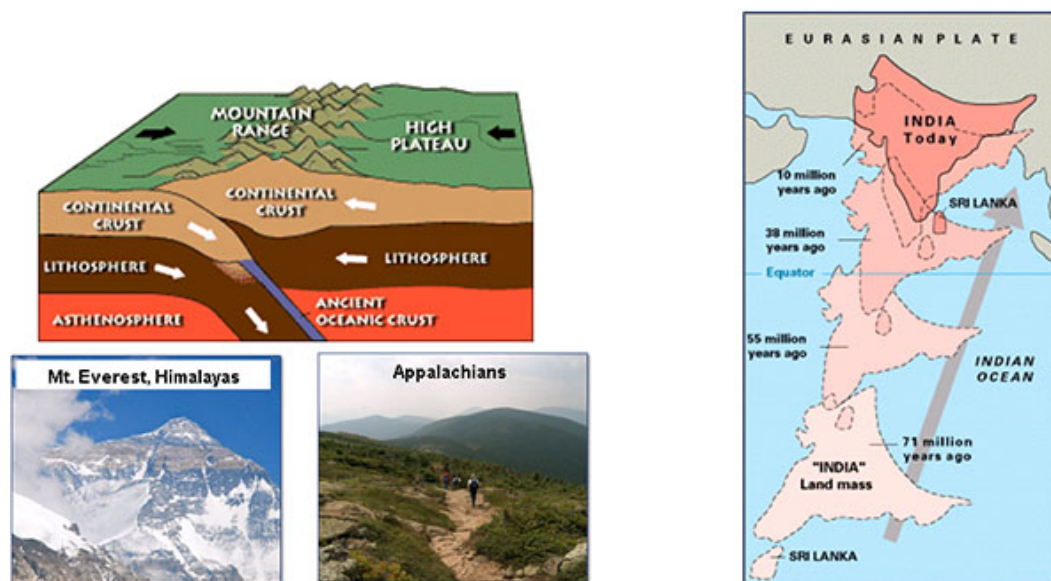 MOUNTAIN
RANGE
HIGH
PLATEAU
CONTINENTAL
CRUST
CONTINENTAL
CRUST
LITHOSPHERE
LITHOSPHERE
ASTHENOSPHERE
ANCIENT
OCEANIC CRUST
Mt. Everest, Himalayas
Appalachians
EURASIAN PLATE
INDIA
Today
10 million
years ago
SRI LANKA
38 million
years ago
Equator
55 million
years ago
INDIAN
OCEAN
71 million
years ago
"INDIA"
Land mass
SRI LANKA